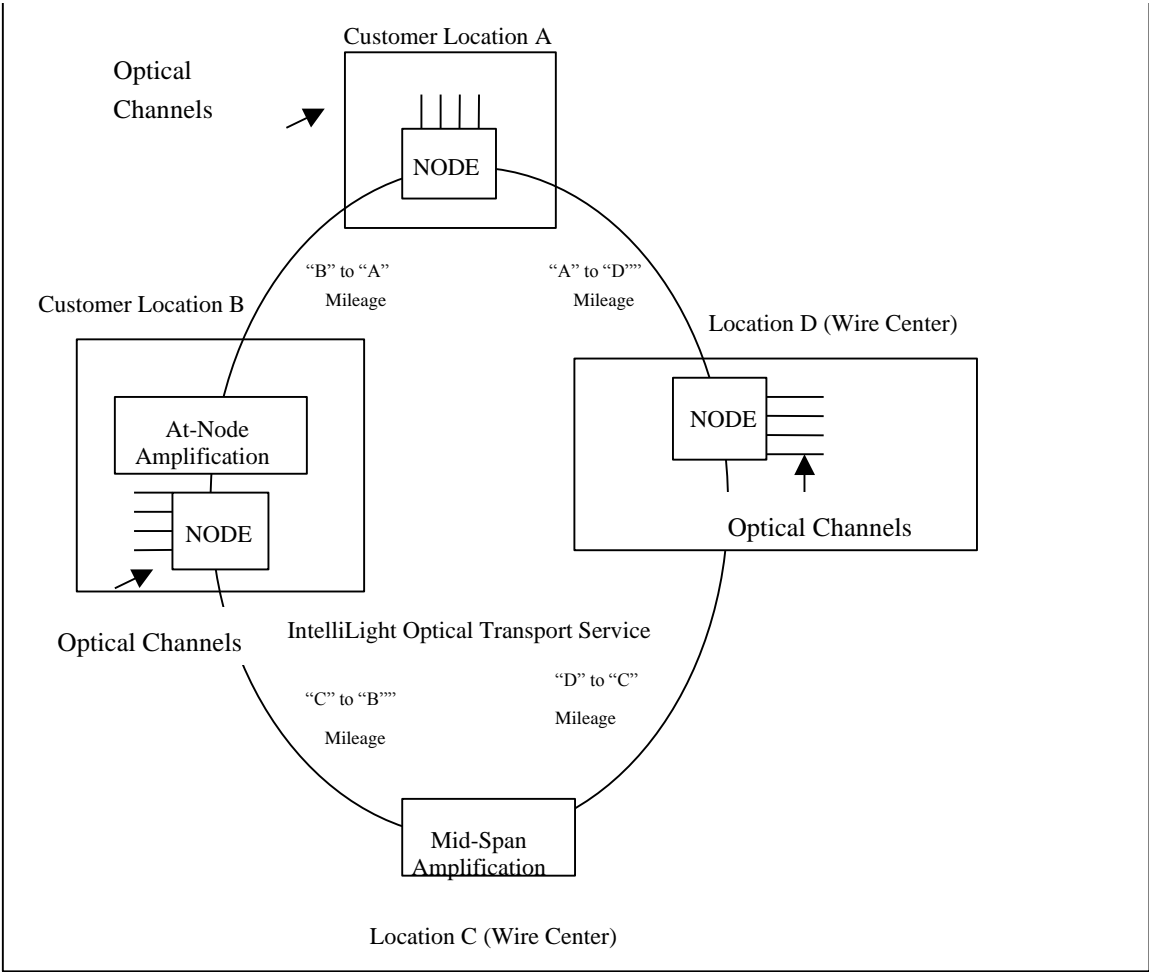 Customer Location A
Optical
Channels
NODE
“B” to “A”
Mileage
“A” to “D””
Mileage
Customer Location B
Location D (Wire Center)
At-Node
Amplification
NODE
NODE
Optical Channels
Optical Channels
IntelliLight Optical Transport Service
“C” to “B””
Mileage
“D” to “C”
Mileage
Mid-Span
Amplification
Location C (Wire Center)